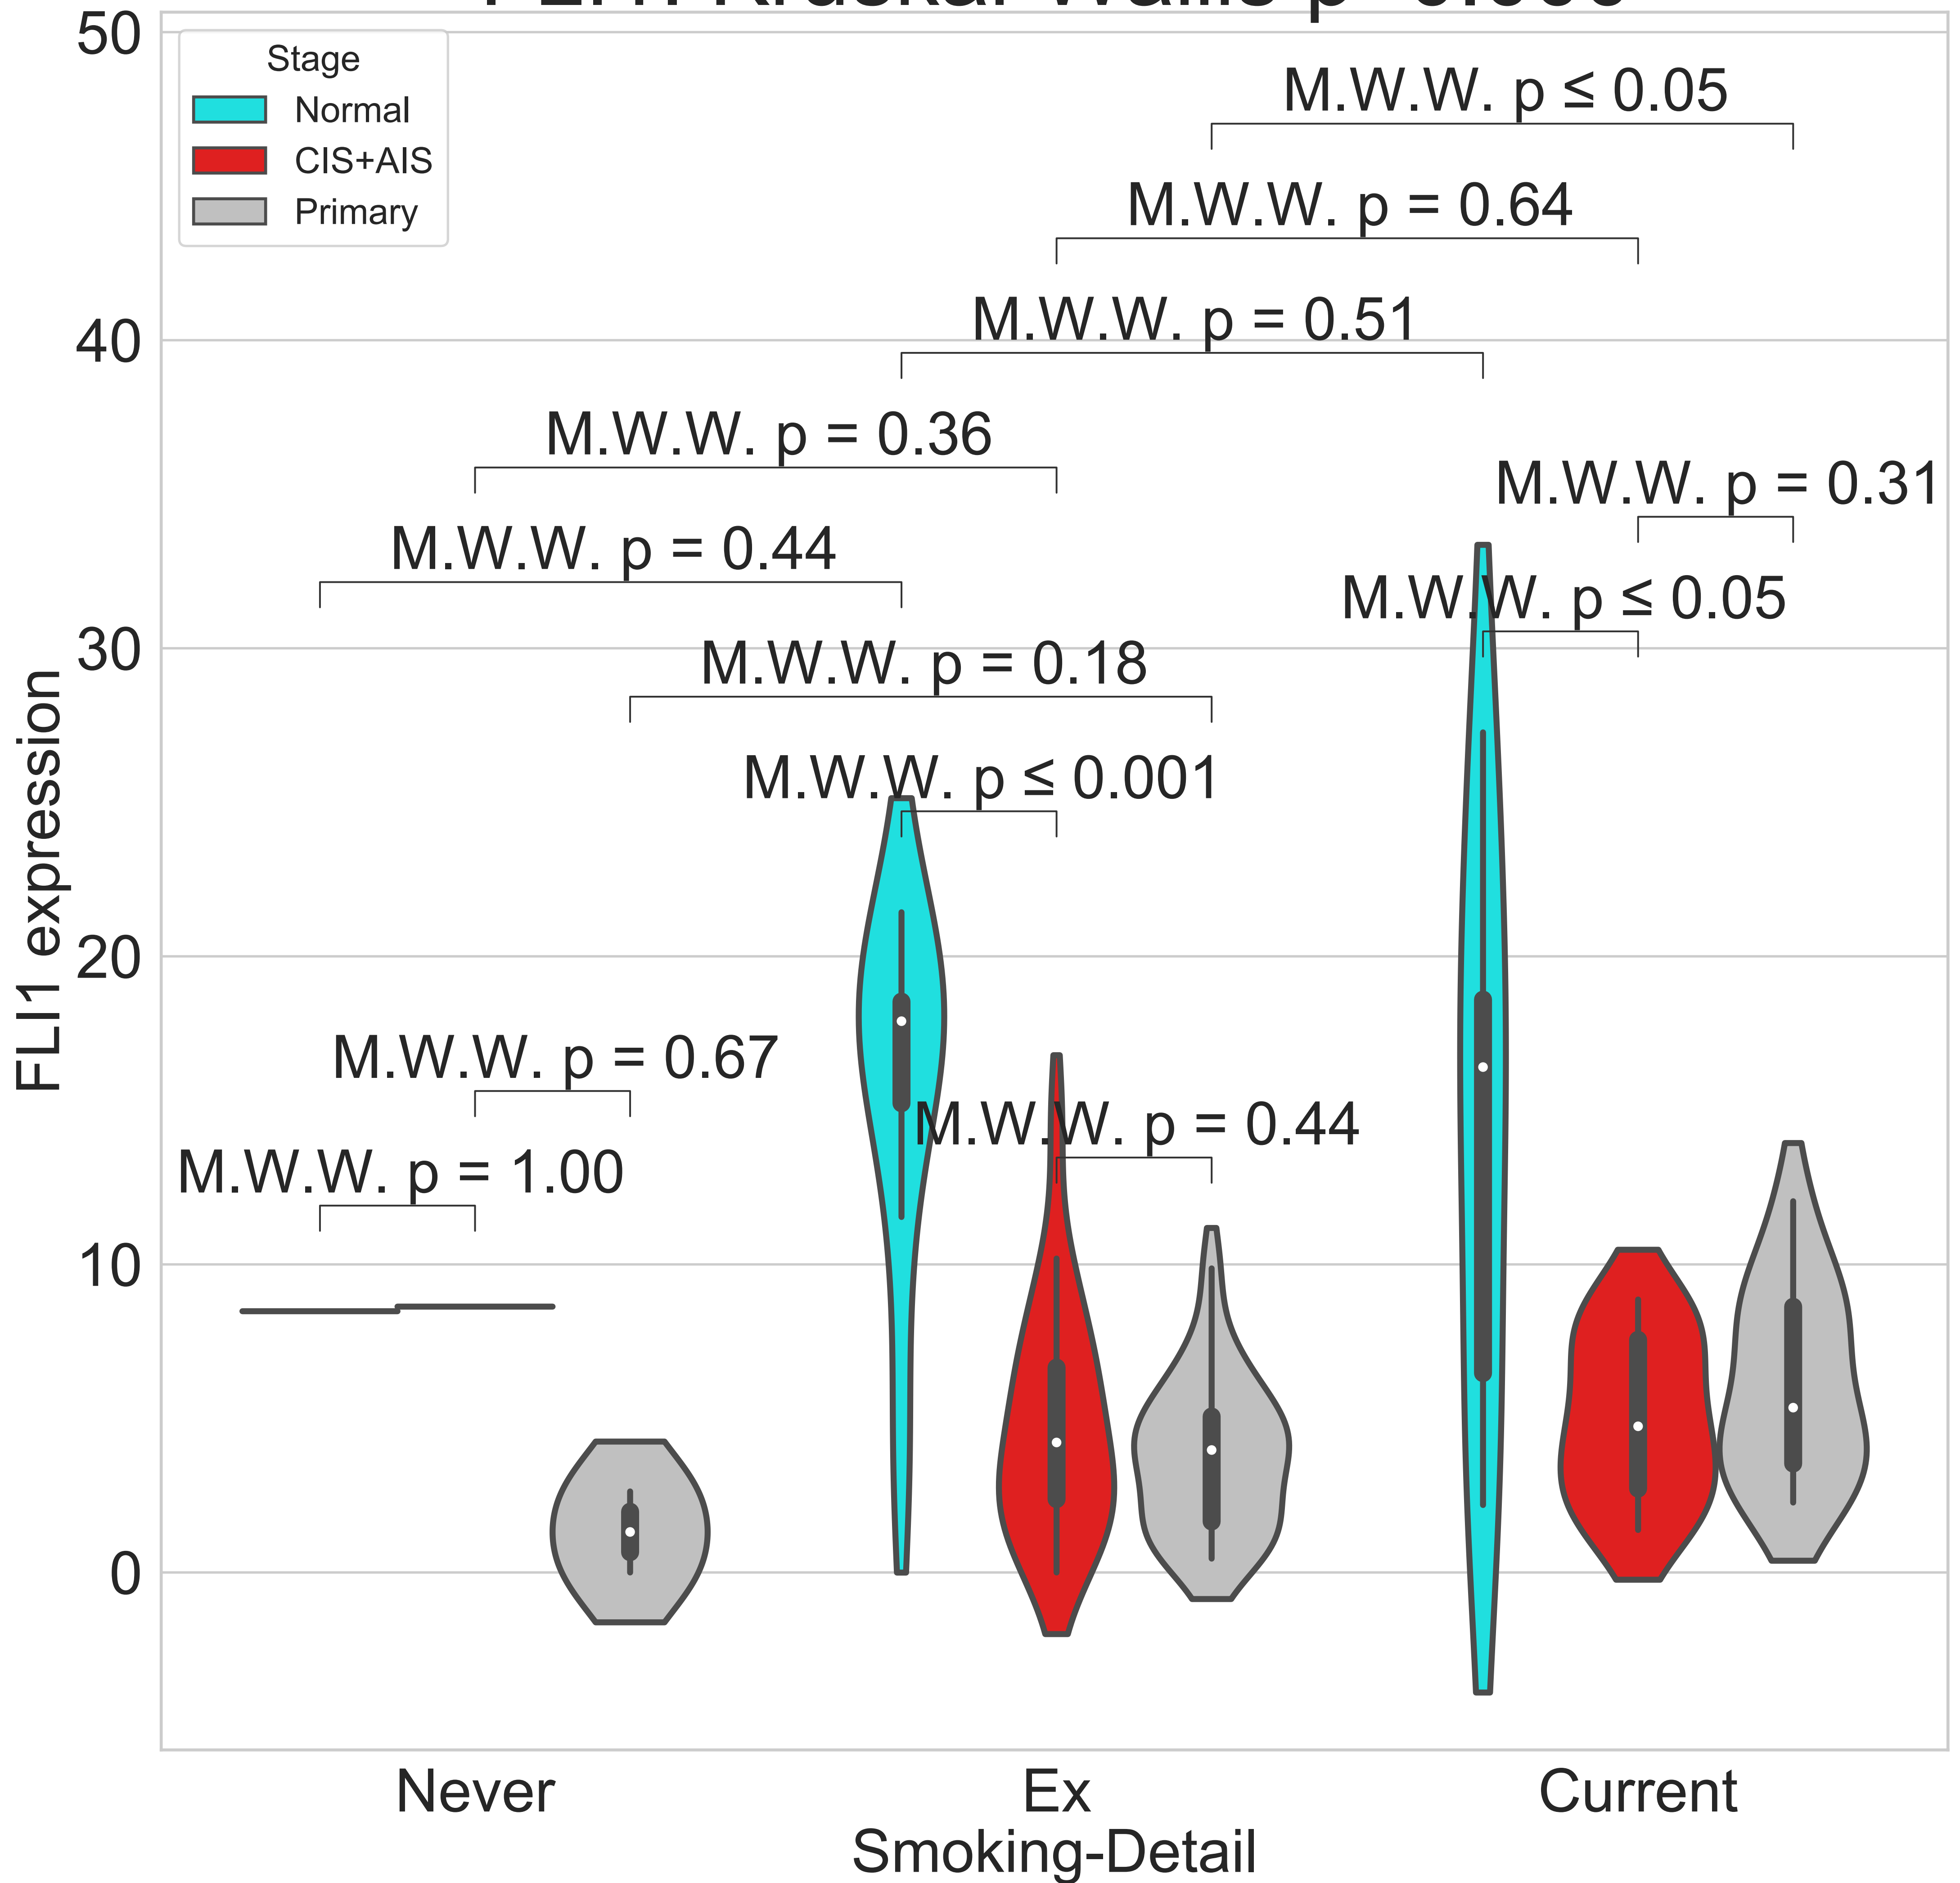 50
Stage
Normal
CIS+AIS
Primary
M.W.W. p ≤ 0.05
M.W.W. p = 0.64
M.W.W. p = 0.51
40
M.W.W. p = 0.36
M.W.W. p = 0.31
M.W.W. p = 0.44
M.W.W. p ≤ 0.05
30
M.W.W. p = 0.18
M.W.W. p ≤ 0.001
FLI1 expression
20
M.W.W. p = 0.67
M.W.W. p = 0.44
M.W.W. p = 1.00
10
0
Never
Ex
Current
Smoking-Detail